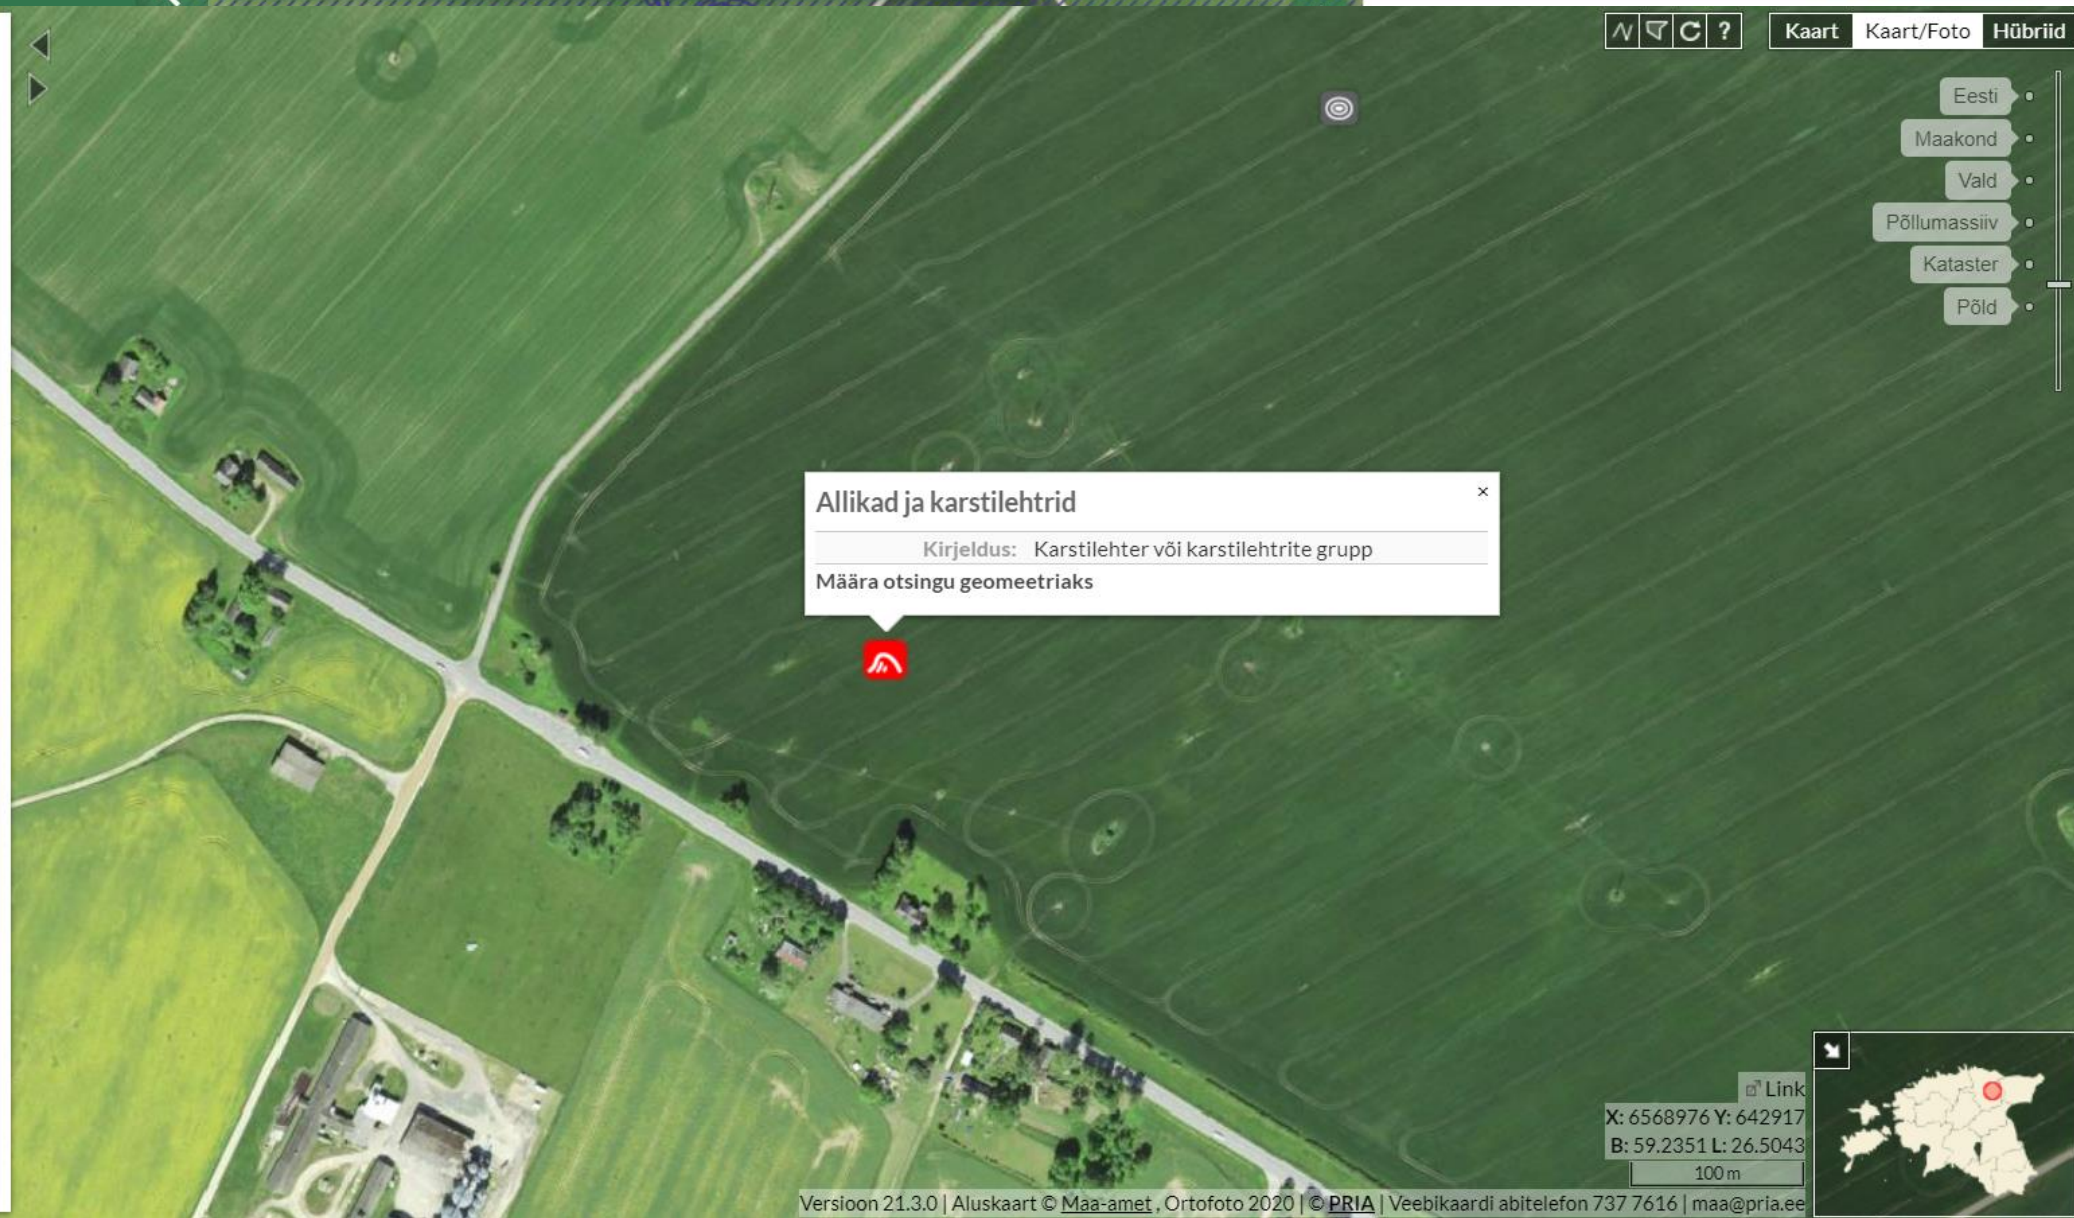 ? Kaart Kaart/Foto Hübriid
Eesti
Maakond
Vald
Põllumassiiv
Kataster
Põld
Allikad ja karstilehtrid
×
Kirjeldus: Karstilehter või karstilehtrite grupp
Määra otsingu geomeetriaks
Link
X: 6568976 Y: 642917
B: 59.2351 L: 26.5043
100 m
Versioon 21.3.0 | Aluskaart © Maa-amet , Ortofoto 2020 | © PRIA | Veebikaardi abitelefon 737 7616 | maa@pria.ee